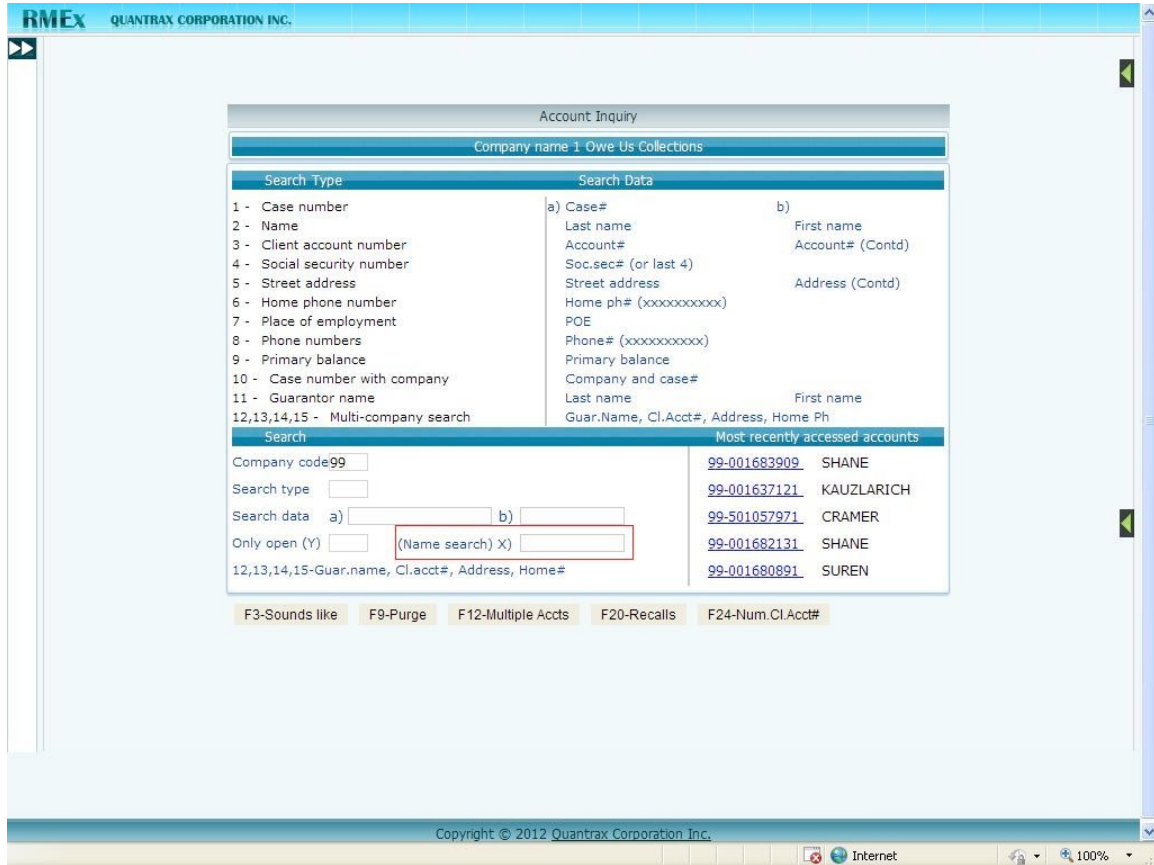 RMEx QUANTRAX CORPORATION INC.
Account Inquiry
Company name 1 Owe Us Collections
Search Type Search Data
1 - Case number a) Case# b)
2 - Name Last name First name
3 - Client account number Account# Account# (Contd)
4 - Social security number Soc.sec# (or last 4)
5 - Street address Street address Address (Contd)
6 - Home phone number Home ph# (xxxxxxxxxx)
7 - Place of employment POE
8 - Phone numbers Phone# (xxxxxxxxxx)
9 - Primary balance Primary balance
10 - Case number with company Company and case#
11 - Guarantor name Last name First name
12,13,14,15 - Multi-company search Guar.Name, Cl.Acct#, Address, Home Ph
Search Most recently accessed accounts
Company code 99 99-001683909 SHANE
Search type 99-001637121 KAUZLARICH
Search data a) b) 99-501057971 CRAMER
Only open (Y) (Name search) X) 99-001682131 SHANE
12,13,14,15-Guar.name, Cl.acct#, Address, Home# 99-001680891 SUREN
F3-Sounds like F9-Purge F12-Multiple Accts F20-Recalls F24-Num.Cl.Acct#
Copyright © 2012 Quantrax Corporation Inc.
Internet 100%